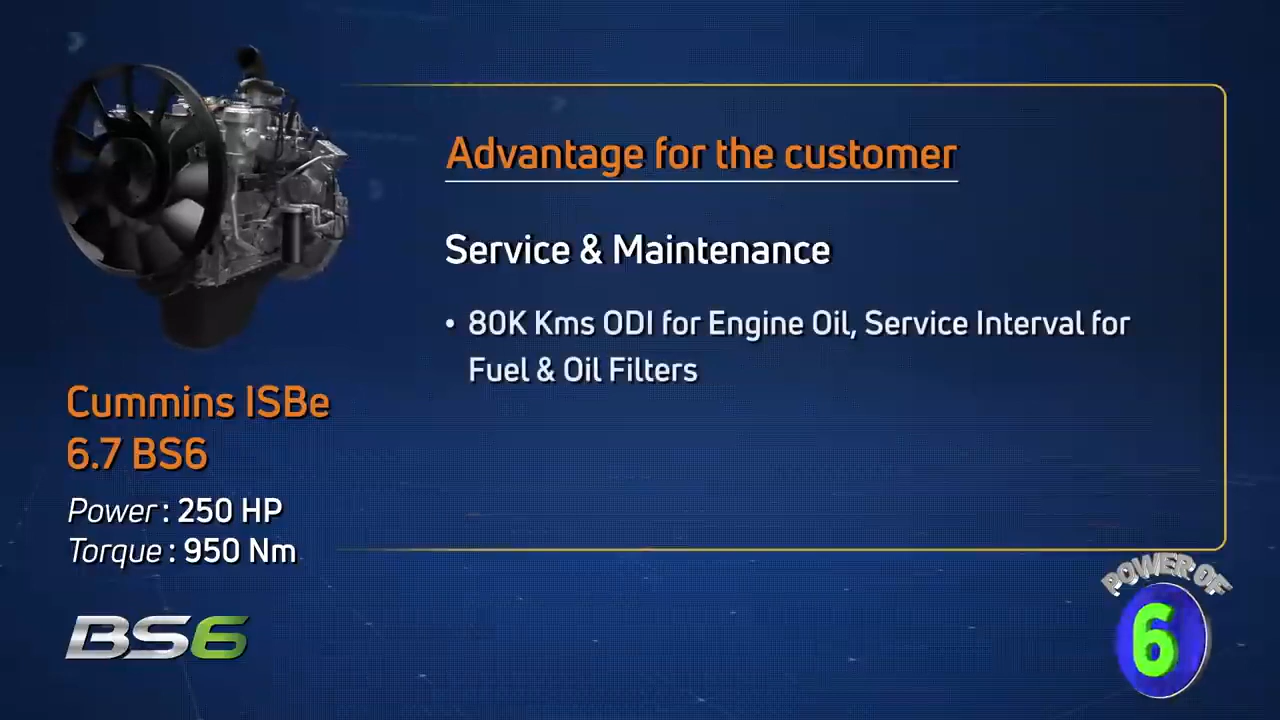 Advantage for the customer
Service & Maintenance
• 80K Kms ODI for Engine Oil, Service Interval for
Fuel & Oil Filters
Cummins ISBe
6.7 BS6
Power : 250 HP
Torque : 950 Nm
BS6
POWER OF
6